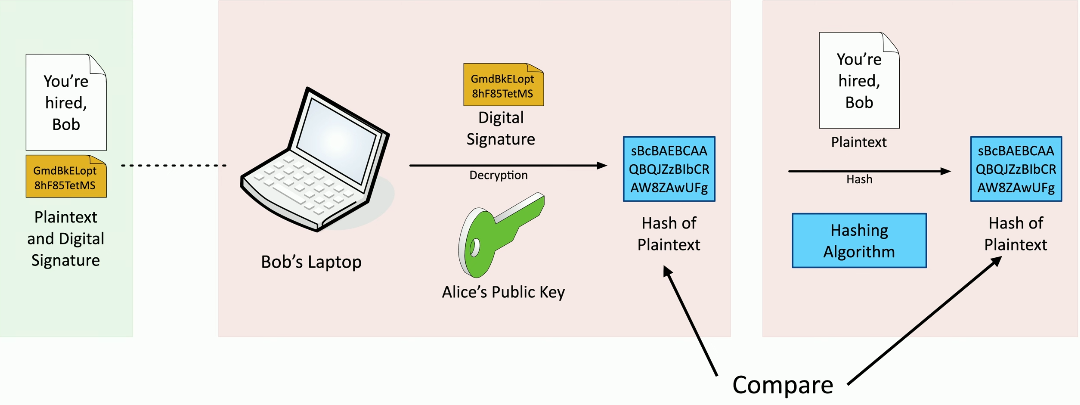 You're
hired,
Bob
GmdBkELopt
8hF85TetMS
Plaintext
and Digital
Signature
Bob's Laptop
GmdBkELopt
8hF85TetMS
Digital
Signature
Decryption
Alice's Public Key
sBcBAEBCAA
QBQJZzBIbCR
AW8ZAwUFg
Hash of
Plaintext
You're
hired,
Bob
Plaintext
Hash
Hashing
Algorithm
sBcBAEBCAA
QBQJZzBIbCR
AW8ZAwUFg
Hash of
Plaintext
Compare